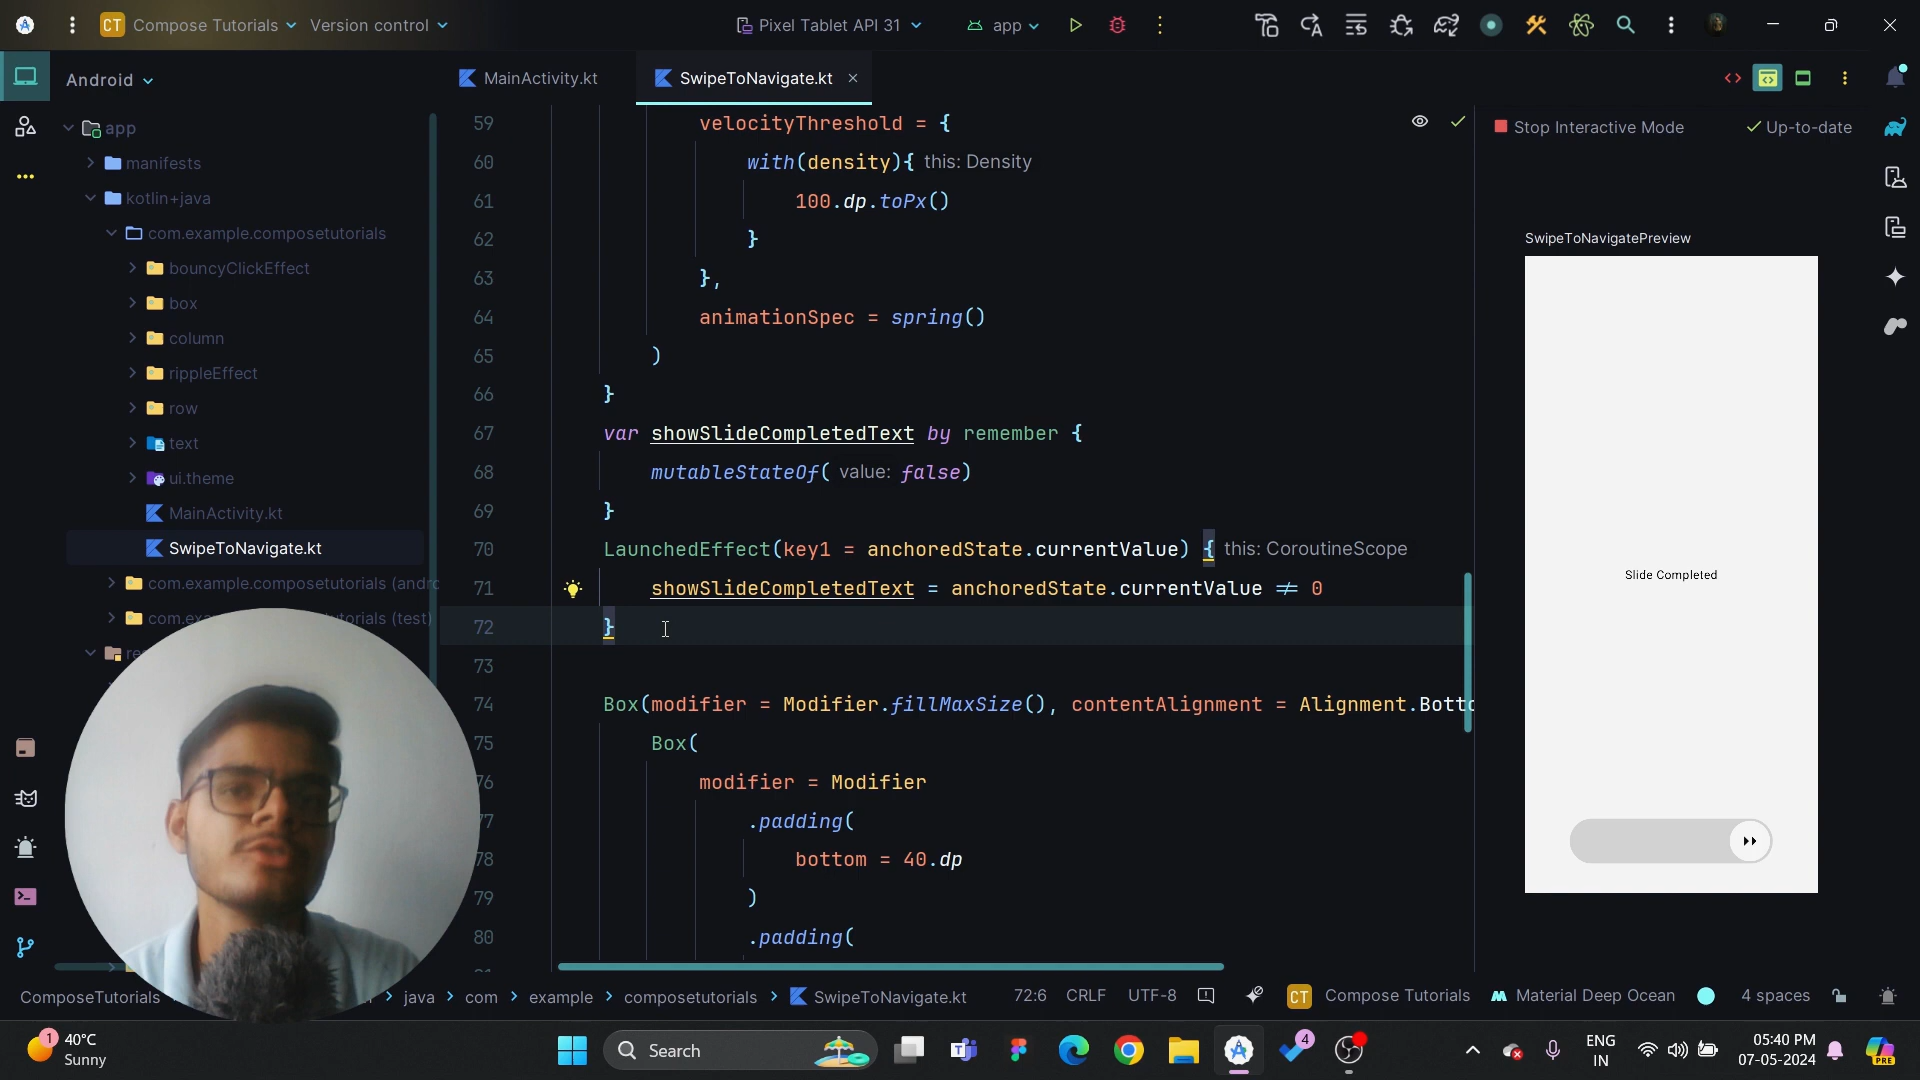 CT Compose Tutorials Version control
Pixel Tablet API 31
app
Android
MainActivity.kt
SwipeToNavigate.kt
app
manifests
kotlin+java
com.example.composetutorials
bouncyClickEffect
box
column
rippleEffect
row
text
ui.theme
MainActivity.kt
SwipeToNavigate.kt
com.example.composetutorials (andro
(test)
59 velocityThreshold = {
60 with(density){ this: Density
61 100.dp.toPx()
62 }
63 },
64 animationSpec = spring()
65 )
66 }
67 var showSlideCompletedText by remember {
68 mutableStateOf( value: false)
69 }
70 LaunchedEffect(key1 = anchoredState.currentValue) { this: CoroutineScope
71 showSlideCompletedText = anchoredState.currentValue ≠ 0
72 }
73
74 Box(modifier = Modifier.fillMaxSize(), contentAlignment = Alignment.Botto
75 Box(
76 modifier = Modifier
77 .padding(
78 bottom = 40.dp
79 )
80 .padding(
Stop Interactive Mode
Up-to-date
SwipeToNavigatePreview
Slide Completed
ComposeTutorials
java > com > example > composetutorials > SwipeToNavigate.kt
72:6 CRLF UTF-8 CT Compose Tutorials Material Deep Ocean 4 spaces
1
40°C
Sunny
Search
4
ENG
IN
05:40 PM
07-05-2024
PRE